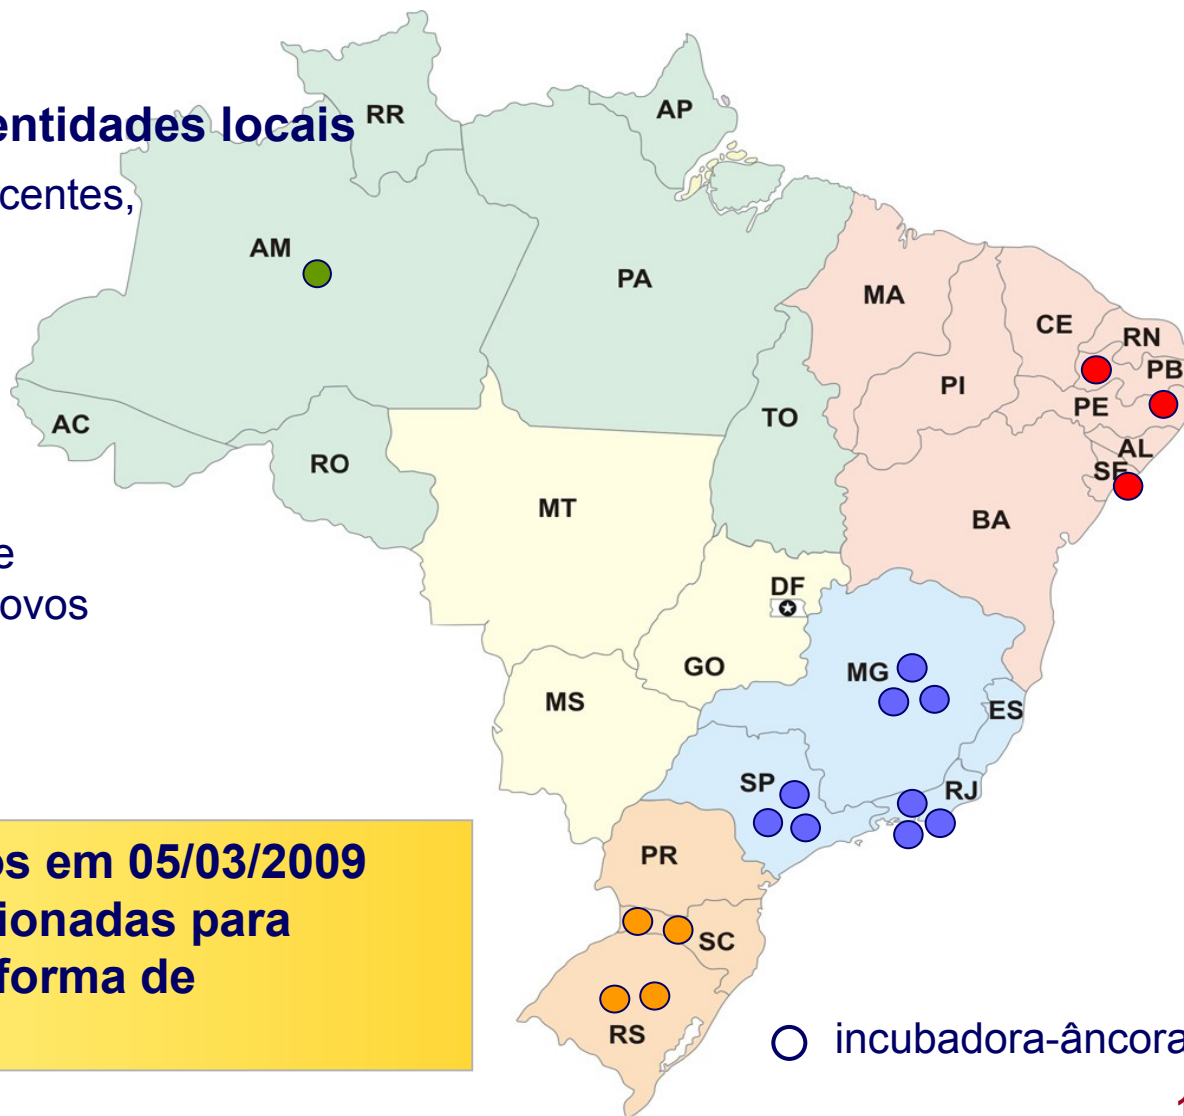 entidades locais
centes,
e
ovos
os em 05/03/2009
ionadas para
forma de
RR
AP
AM
PA
MA
CE
RN
PB
PI
PE
AC
TO
AL
RO
SE
MT
BA
DF
GO
MG
MS
ES
SP
RJ
PR
SC
RS
incubadora-âncora
1